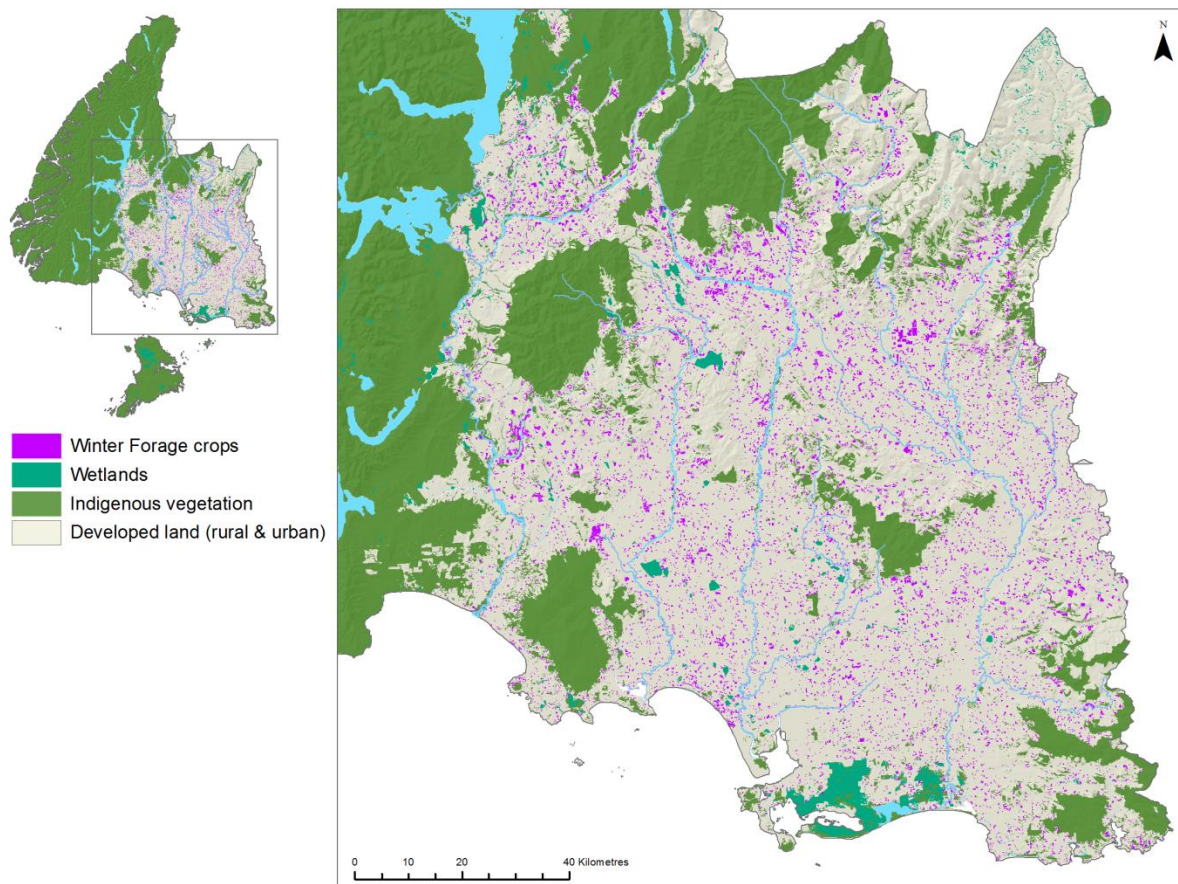 N
Winter Forage crops
Wetlands
Indigenous vegetation
Developed land (rural & urban)
0 10 20 40 Kilometres